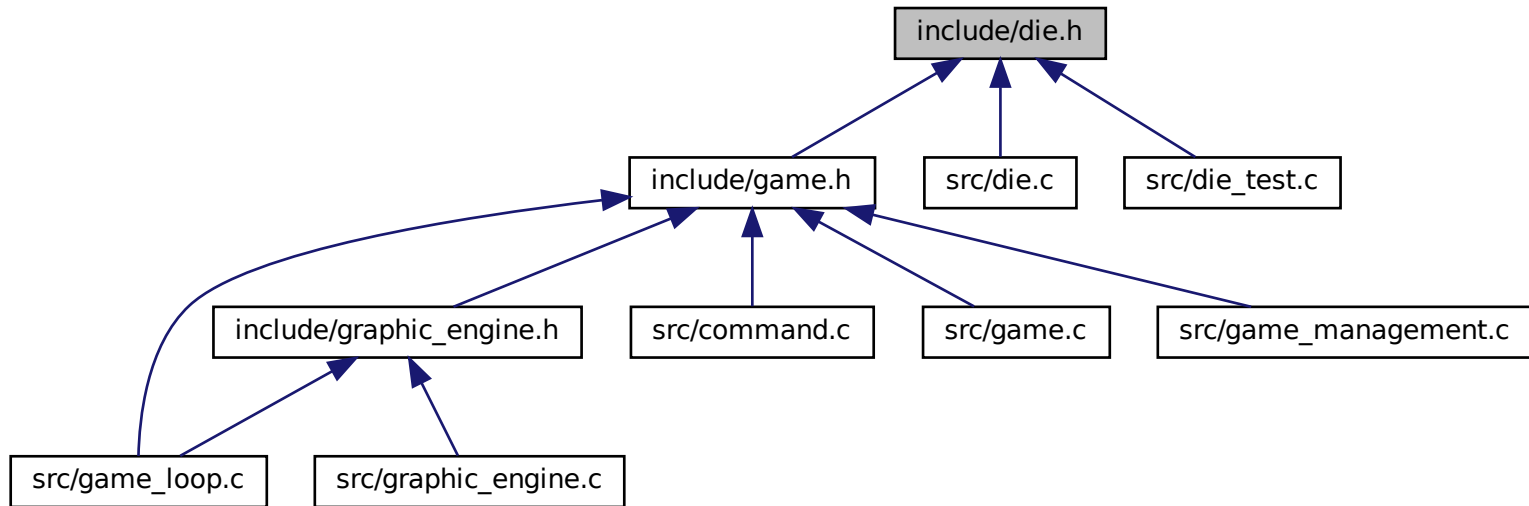 include/die.h
include/game.h
src/die.c
src/die_test.c
include/graphic_engine.h
src/command.c
src/game.c
src/game_management.c
src/game_loop.c
src/graphic_engine.c